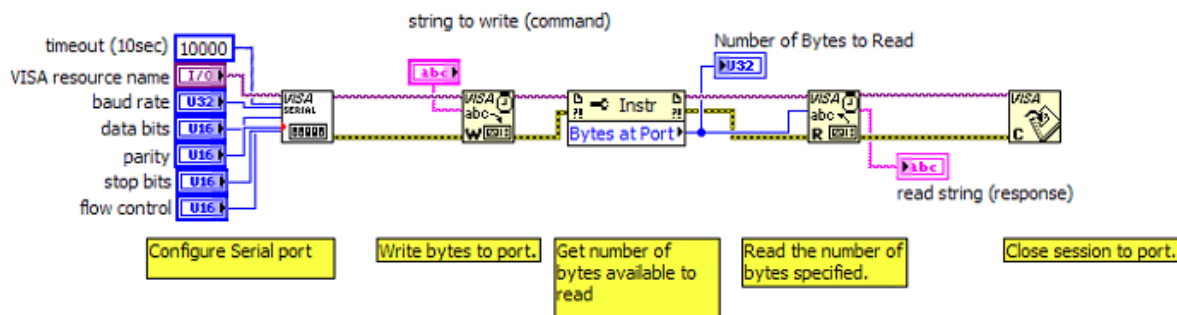 string to write (command)
timeout (10sec)
10000
Number of Bytes to Read
VISA resource name
I/O
abc
U32
baud rate
U32
VISA
SERIAL
VISA
abc
W
Instr
Bytes at Port
VISA
abc
R
VISA
C
data bits
U16
parity
U16
abc
stop bits
U16
read string (response)
flow control
U16
Configure Serial port
Write bytes to port.
Get number of
bytes available to
read
Read the number of
bytes specified.
Close session to port.